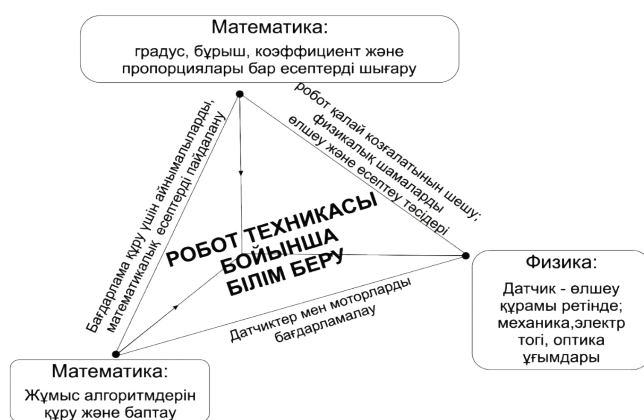 Математика:
градус, бұрыш, коэффициент және
пропорциялары бар есептерді шығару
Бағдарлама құру үшін айнымалыларды,
математикалық есептерді пайдалану
робот қалай козғалатынын шешу;
физикалық шамаларды
өлшеу және есептеу тәсідері
РОБОТ ТЕХНИКАСЫ
БОЙЫНША
БІЛІМ БЕРУ
Датчиктер мен моторларды
бағдарламалау
Физика:
Датчик - өлшеу
құрамы ретінде;
механика,электр
тогі, оптика
ұғымдары
Математика:
Жұмыс алгоритмдерін
құру және баптау